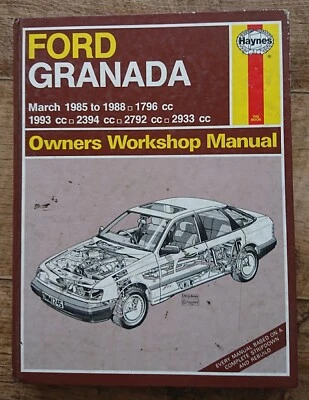 FORD
GRANADA
Haynes
March 1985 to 1988 □ 1796 cc
1993 cc □ 2394 cc □ 2792 cc □ 2933 cc
Owners Workshop Manual
EVERY MANUAL BASED ON A
COMPLETE STRIPDOWN
AND REBUILD